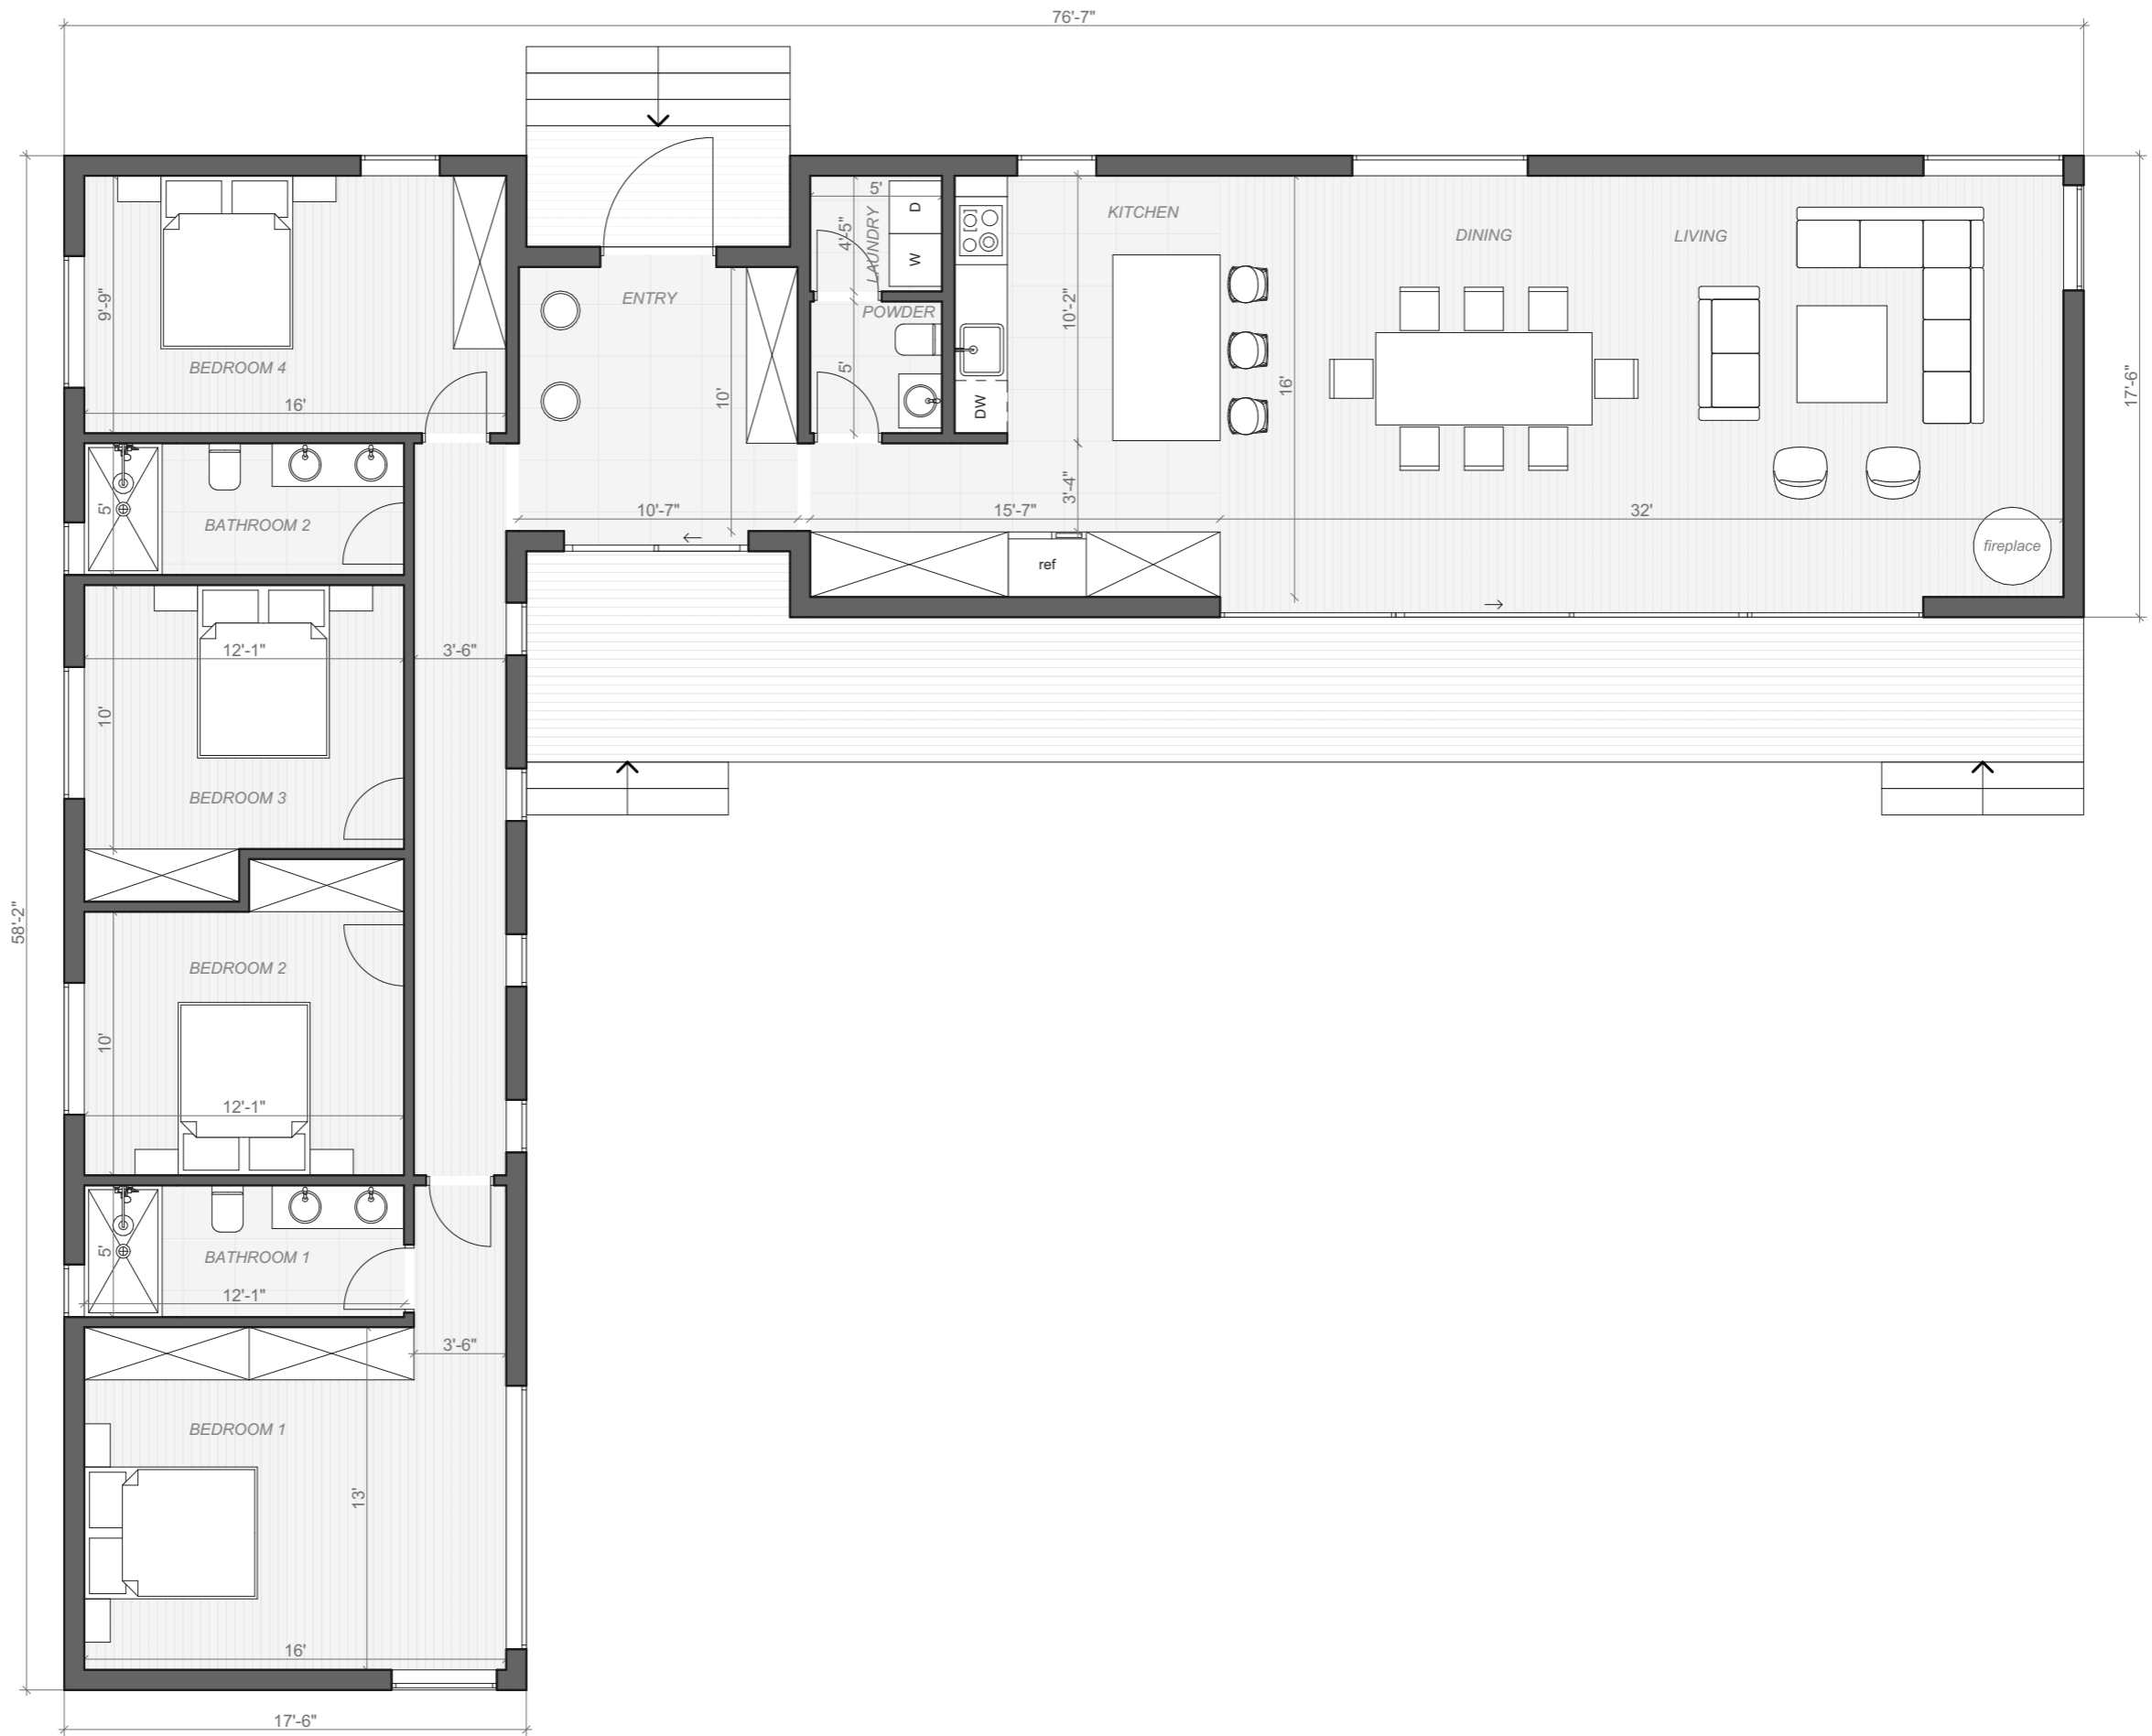 76'-7"
5'
D
LAUNDRY
4'-5"
W
KITCHEN
DINING
LIVING
9'-9"
ENTRY
POWDER
10'-2"
BEDROOM 4
5'
16'
17'-6"
16'
10'
DW
3'-4"
5'
BATHROOM 2
10'-7"
15'-7"
32'
ref
fireplace
12'-1"
3'-6"
10'
BEDROOM 3
58'-2"
BEDROOM 2
10'
12'-1"
5'
BATHROOM 1
12'-1"
3'-6"
BEDROOM 1
13'
16'
17'-6"